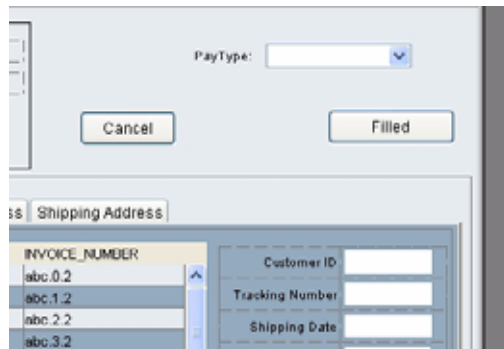 PayType:
Cancel
Filled
ss
Shipping Address
INVOICE_NUMBER
abc.0.2
abc.1.2
abc.2.2
abc.3.2
Customer ID
Tracking Number
Shipping Date